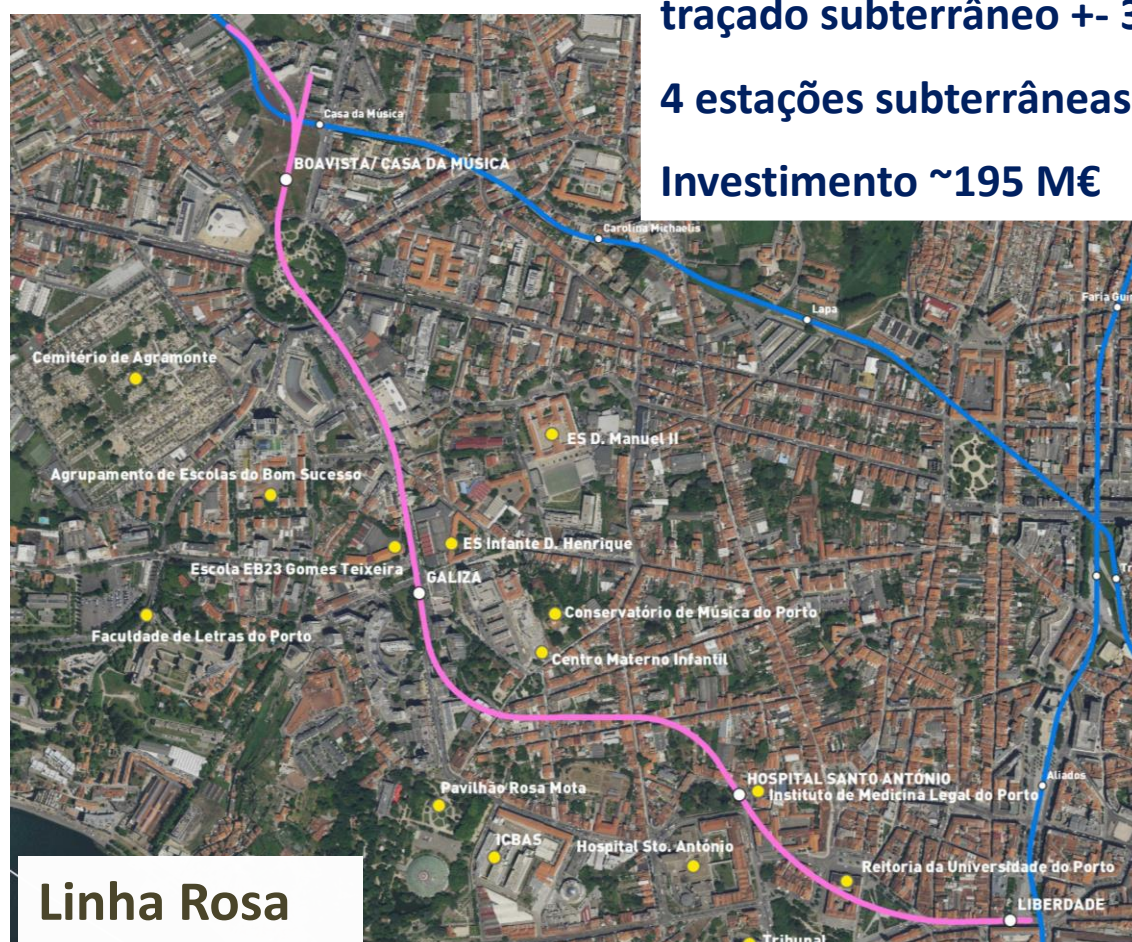 traçado subterrâneo +- 3
4 estações subterrâneas
Investimento ~195 M€
Casa da Música
BOAVISTA/ CASA DA MÚSICA
Carolina Michaelis
Lapa
Faria Gui
Cemitério de Agramonte
ES D. Manuel II
Agrupamento de Escolas do Bom Sucesso
ES Infante D. Henrique
Escola EB23 Gomes Teixeira
GALIZA
Tr
Conservatório de Música do Porto
Faculdade de Letras do Porto
Centro Materno Infantil
HOSPITAL SANTO ANTÓNIO
Instituto de Medicina Legal do Porto
Aliados
Pavilhão Rosa Mota
ICBAS
Hospital Sto. António
Reitoria da Universidade do Porto
Linha Rosa
LIBERDADE
Tribunal